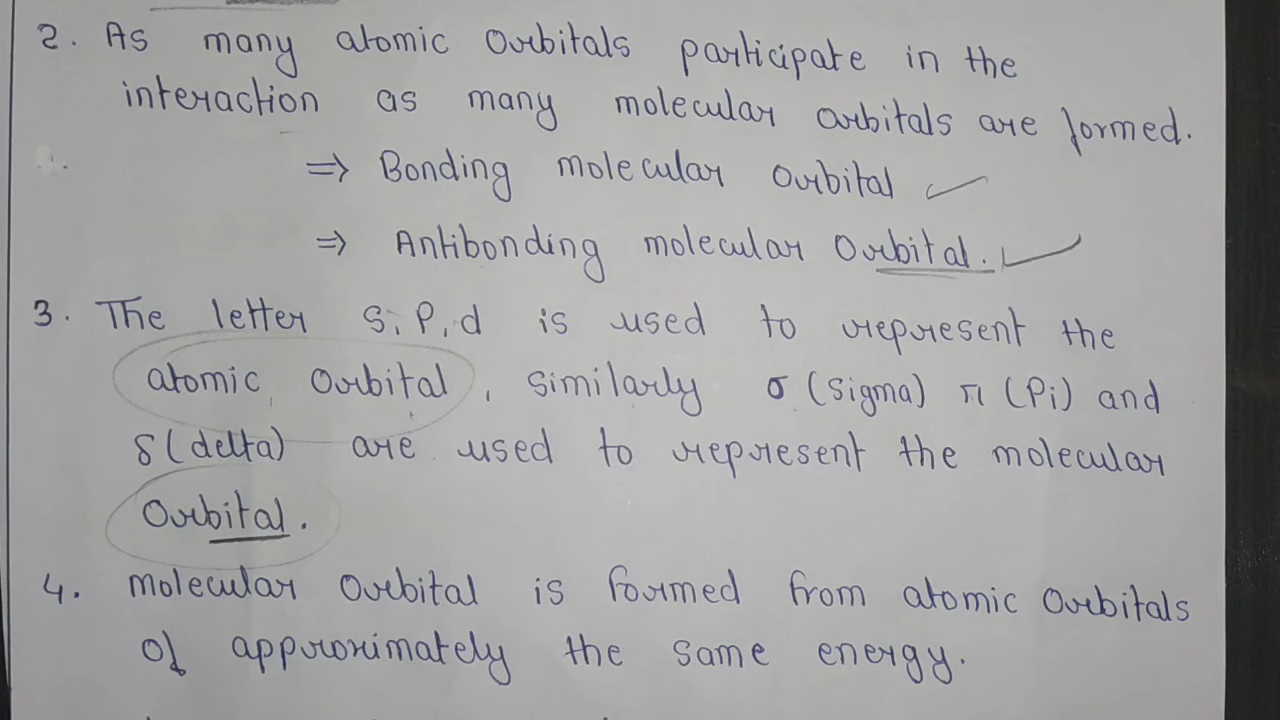 2. As many atomic orbitals participate in the
interaction as many molecular orbitals are formed.
⇒ Bonding molecular orbital ✓
⇒ Antibonding molecular orbital. ✓
3. The letter s, p, d is used to represent the
atomic orbital, similarly σ (sigma) π (Pi) and
δ (delta) are used to represent the molecular
orbital.
4. Molecular orbital is formed from atomic orbitals
of approximately the same energy.